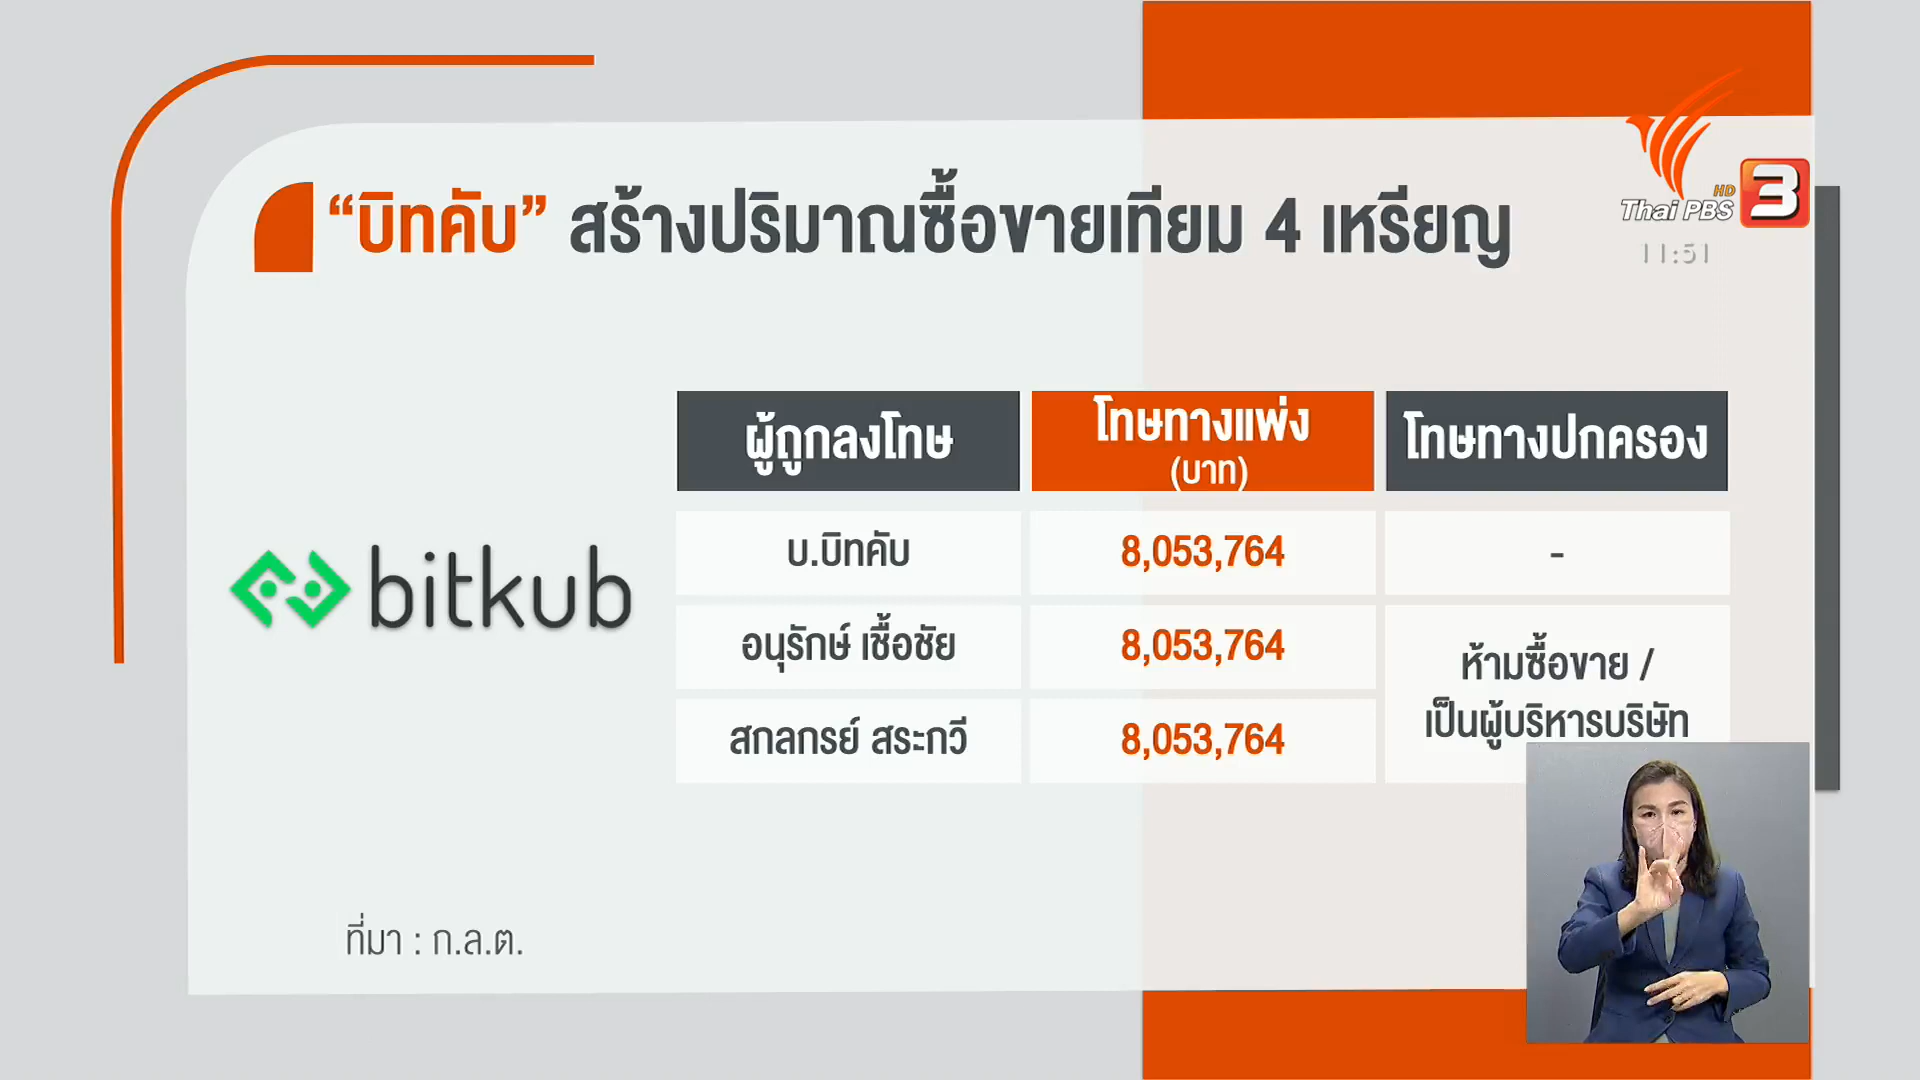 “บิทคับ” สร้างปริมาณซื้อขายเทียม 4 เหรียญ
HD
Thai PBS 3
11:51
ผู้ถูกลงโทษ
โทษทางแพ่ง
(บาท)
โทษทางปกครอง
บ.บิทคับ
8,053,764
-
bitkub
อนุรักษ์ เชื้อชัย
8,053,764
ห้ามซื้อขาย /
เป็นผู้บริหารบริษัท
สกลกรย์ สระกวี
8,053,764
ที่มา : ก.ล.ต.